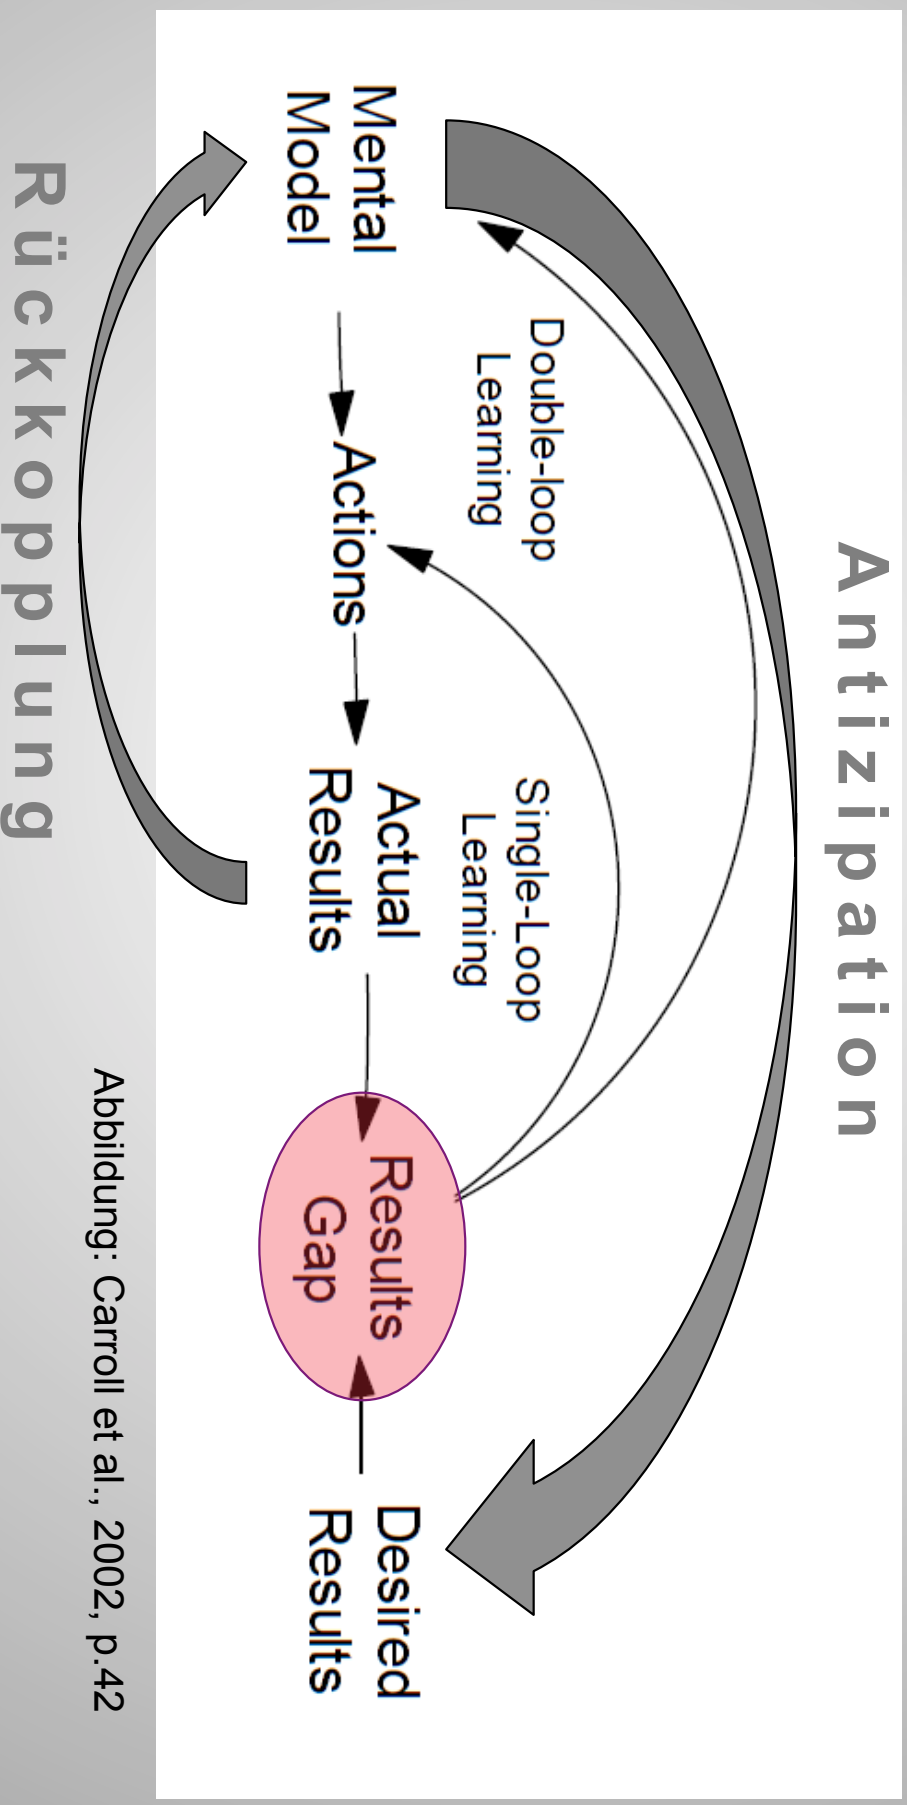 Antizipation
Double-loop
Learning
Single-Loop
Learning
Mental
Model
Actions
Actual
Results
Results
Gap
Desired
Results
Rückkopplung
Abbildung: Carroll et al., 2002, p.42